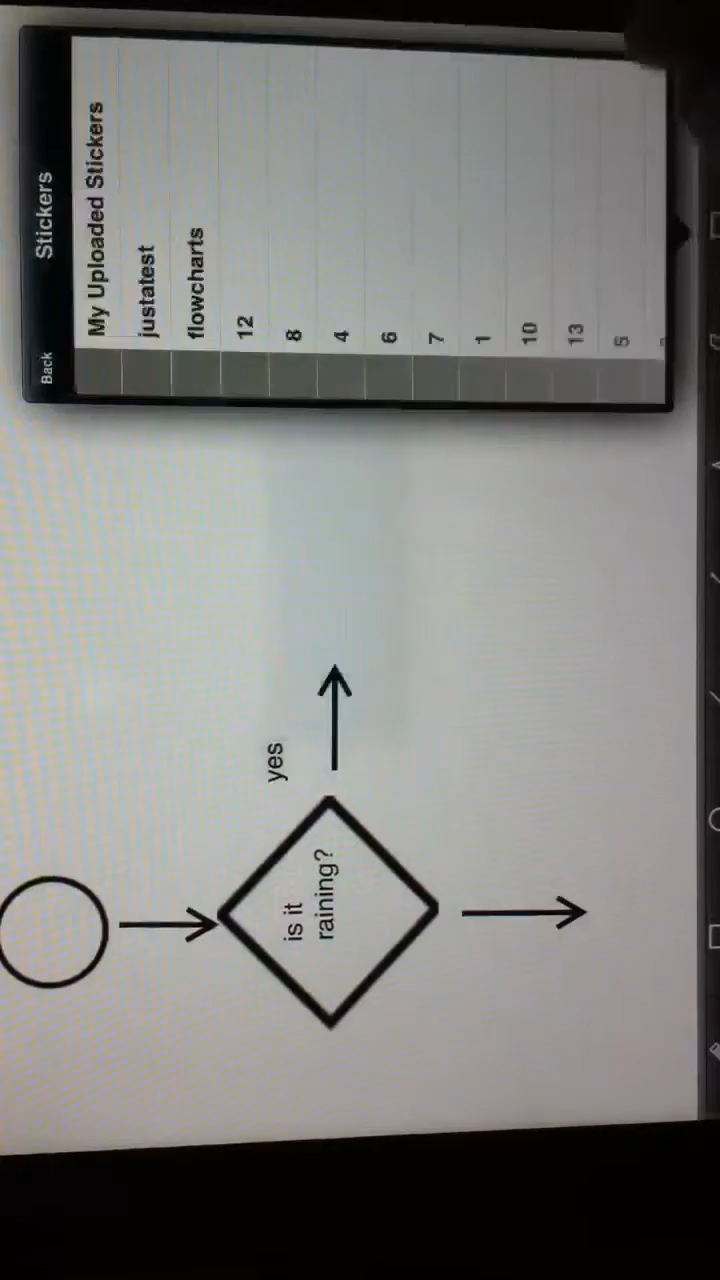 Back Stickers
My Uploaded Stickers
justatest
flowcharts
12
8
4
6
7
1
10
13
5
yes
is it
raining?